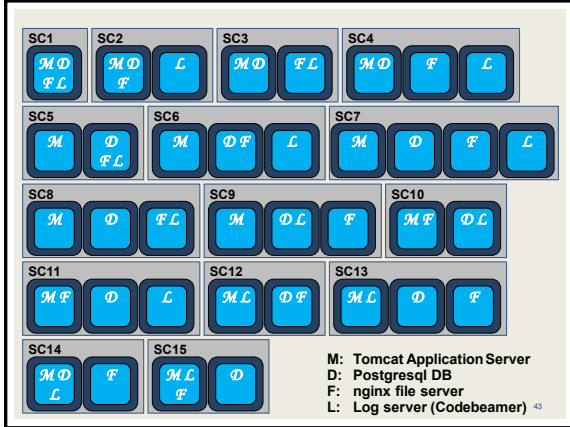 SC1 SC2 SC3 SC4
M D M D L M D F L M D F L
F L F
SC5 SC6 SC7
M D M D F L M D F L
F L
SC8 SC9 SC10
M D F L M D L F M F D L
SC11 SC12 SC13
M F D L M L D F M L D F
SC14 SC15
M D F M L D
L F
M: Tomcat Application Server
D: Postgresql DB
F: nginx file server
L: Log server (Codebeamer) 43